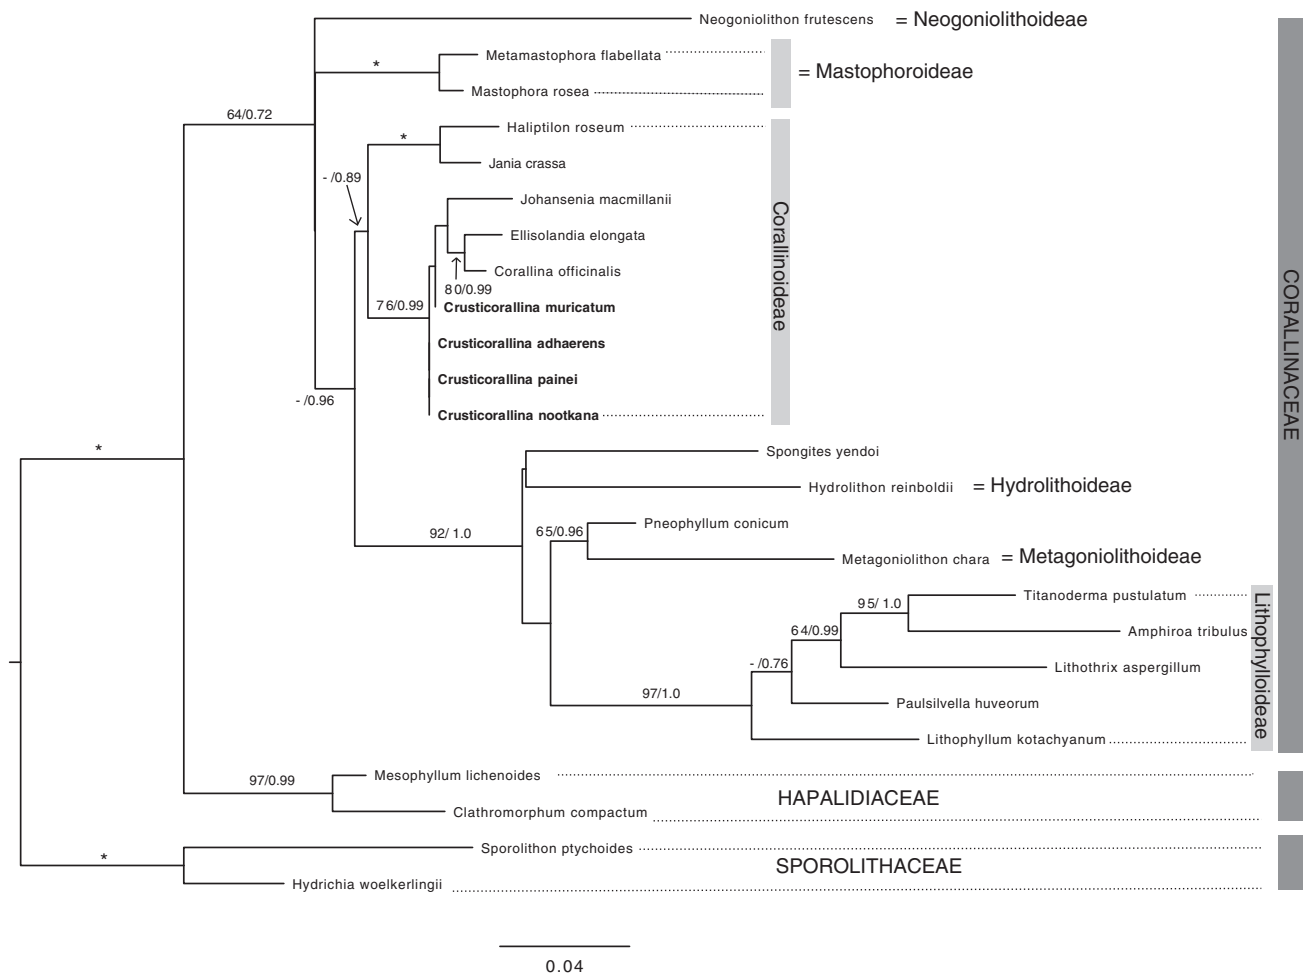 Neogoniolithon frutescens = Neogoniolithoideae
Metamastophora flabellata
*
= Mastophoroideae
Mastophora rosea
64/0.72
Haliptilon roseum
*
Jania crassa
- /0.89
Johansenia macmillanii
Ellisolandia elongata
Corallina officinalis
80/0.99
76/0.99
Crusticorallina muricatum
Crusticorallina adhaerens
Crusticorallina painei
- /0.96
Crusticorallina nootkana
Corallinoideae
CORALLINACEAE
*
Spongites yendoi
Hydrolithon reinboldii = Hydrolithoideae
92/ 1.0
65/0.96
Pneophyllum conicum
Metagoniolithon chara = Metagoniolithoideae
95/ 1.0
Titanoderma pustulatum
64/0.99
Amphiroa tribulus
- /0.76
Lithothrix aspergillum
97/1.0
Paulsilvella huveorum
Lithophyllum kotachyanum
Lithophylloideae
97/0.99
Mesophyllum lichenoides
HAPALIDIACEAE
Clathromorphum compactum
*
Sporolithon ptychoides
SPOROLITHACEAE
Hydrichia woelkerlingii
0.04